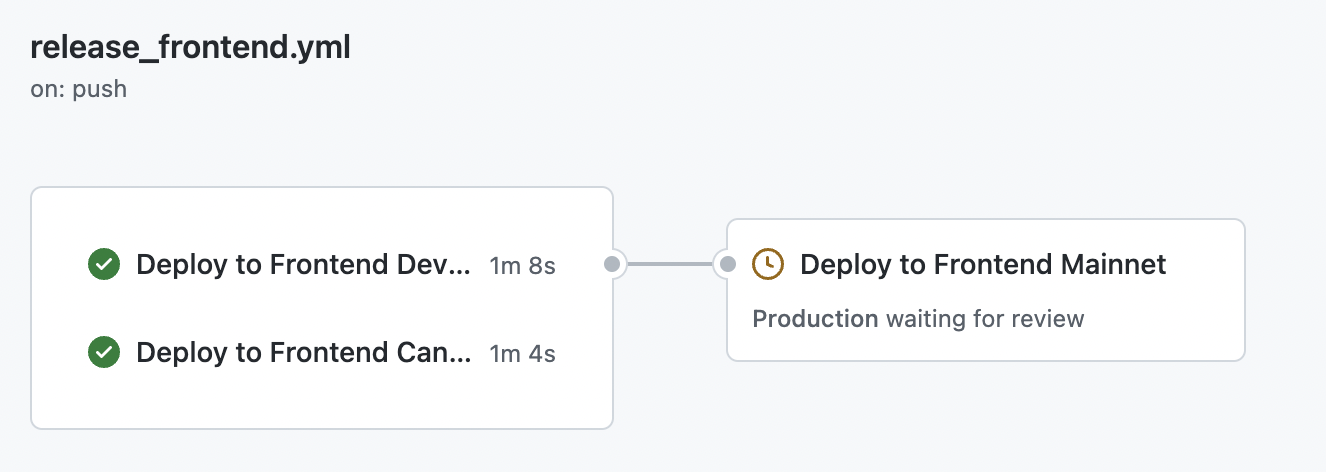 release_frontend.yml
on: push
Deploy to Frontend Dev... 1m 8s
Deploy to Frontend Can... 1m 4s
Deploy to Frontend Mainnet
Production waiting for review